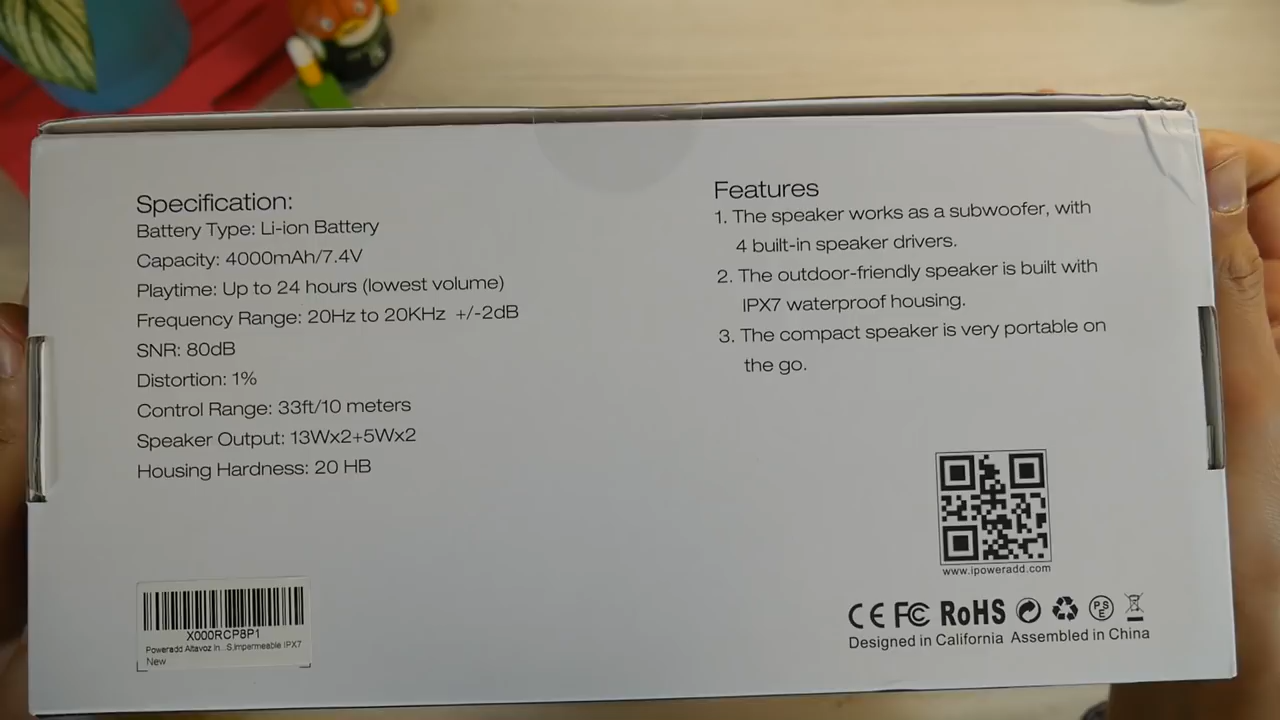 Specification:
Battery Type: Li-ion Battery
Capacity: 4000mAh/7.4V
Playtime: Up to 24 hours (lowest volume)
Frequency Range: 20Hz to 20KHz +/-2dB
SNR: 80dB
Distortion: 1%
Control Range: 33ft/10 meters
Speaker Output: 13Wx2+5Wx2
Housing Hardness: 20 HB
Features
1. The speaker works as a subwoofer, with
4 built-in speaker drivers.
2. The outdoor-friendly speaker is built with
IPX7 waterproof housing.
3. The compact speaker is very portable on
the go.
www.ipoweradd.com
CE FC RoHS PSE
Designed in California Assembled in China
X000RCP8P1
Poweradd Altavoz In...S,Impermeable IPX7
New